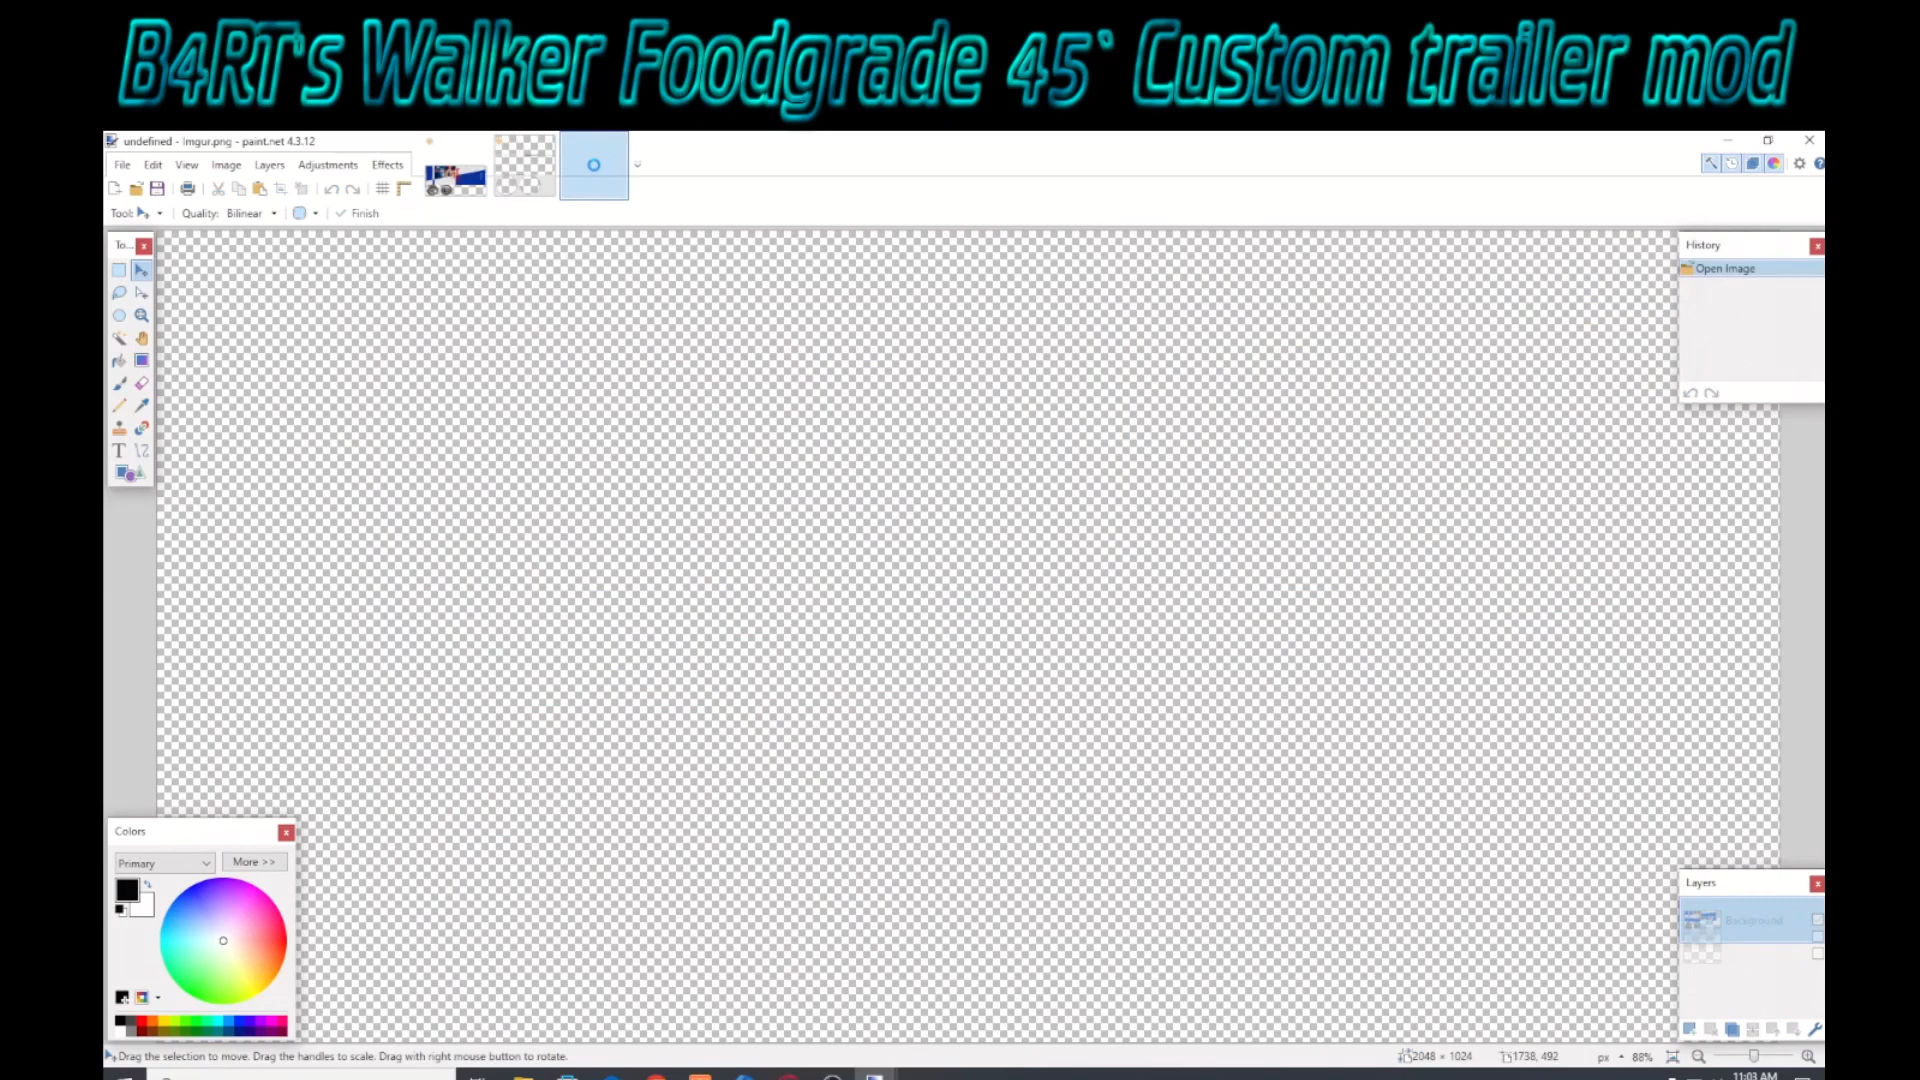 B4RT's Walker Foodgrade 45` Custom trailer mod
undefined - Imgur.png - paint.net 4.3.12
File Edit View Image Layers Adjustments Effects
Tool: Quality: Bilinear Finish
To...
History
Open Image
Colors
Primary More >>
Layers
Background
Drag the selection to move. Drag the handles to scale. Drag with right mouse button to rotate.
2048 × 1024 1738, 492 px 88%
11:03 AM